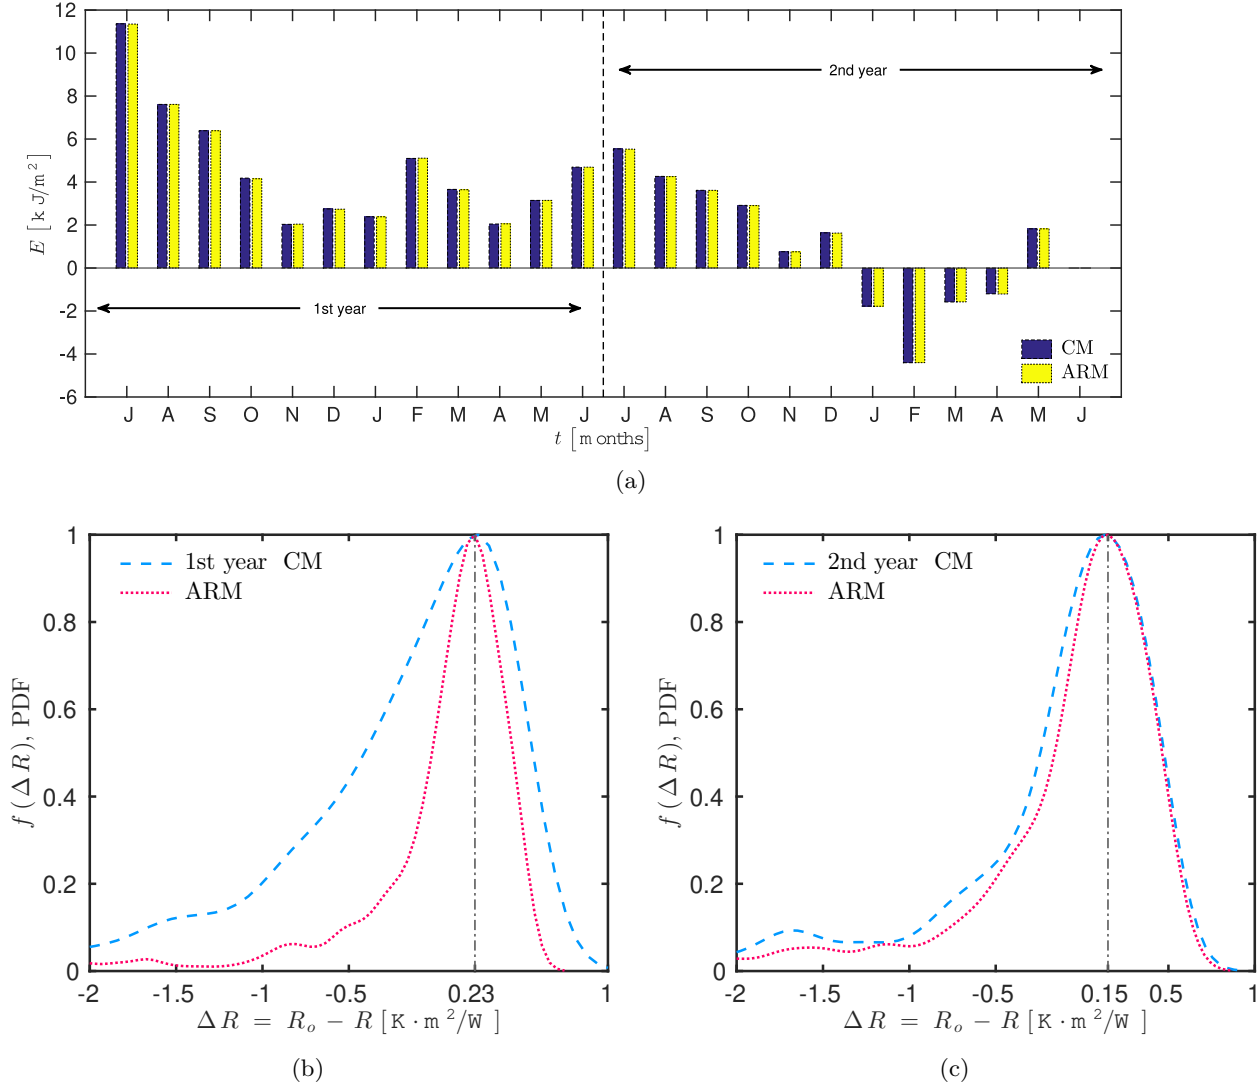 12
10
8
6
4
2
0
-2
-4
-6
E [kJ/m²]
2nd year
1st year
CM
ARM
J A S O N D J F M A M J J A S O N D J F M A M J
t [months]
(a)
1
0.8
0.6
0.4
0.2
0
f(ΔR), PDF
1st year CM
ARM
-2 -1.5 -1 -0.5 0.23 1
ΔR = Rₒ − R [K·m²/W]
(b)
1
0.8
0.6
0.4
0.2
0
f(ΔR), PDF
2nd year CM
ARM
-2 -1.5 -1 -0.5 0.15 0.5 1
ΔR = Rₒ − R [K·m²/W]
(c)